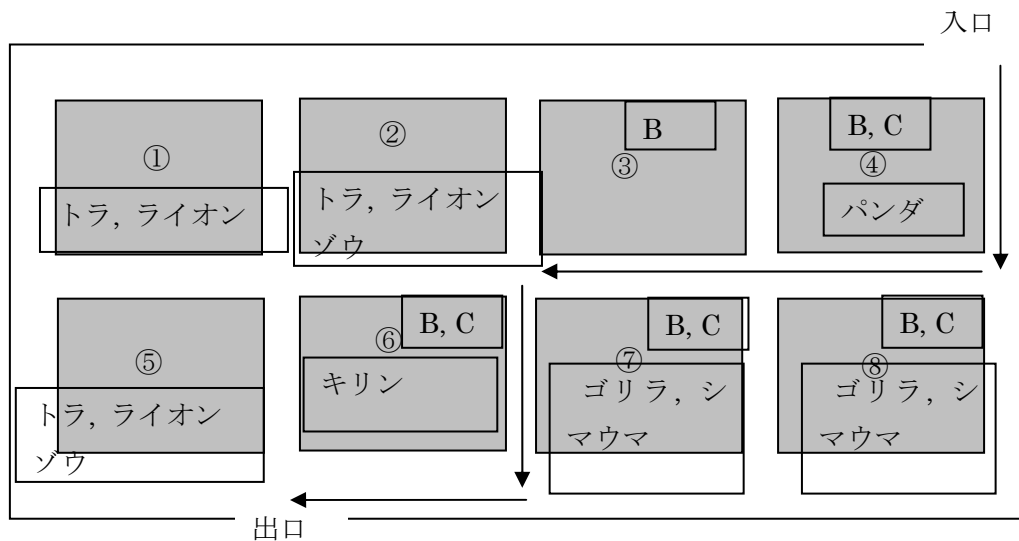 入口
①
トラ, ライオン
②
トラ, ライオン
ゾウ
B
③
B, C
④
パンダ
⑤
トラ, ライオン
ゾウ
B, C
⑥
キリン
B, C
⑦
ゴリラ, シ
マウマ
B, C
⑧
ゴリラ, シ
マウマ
出口